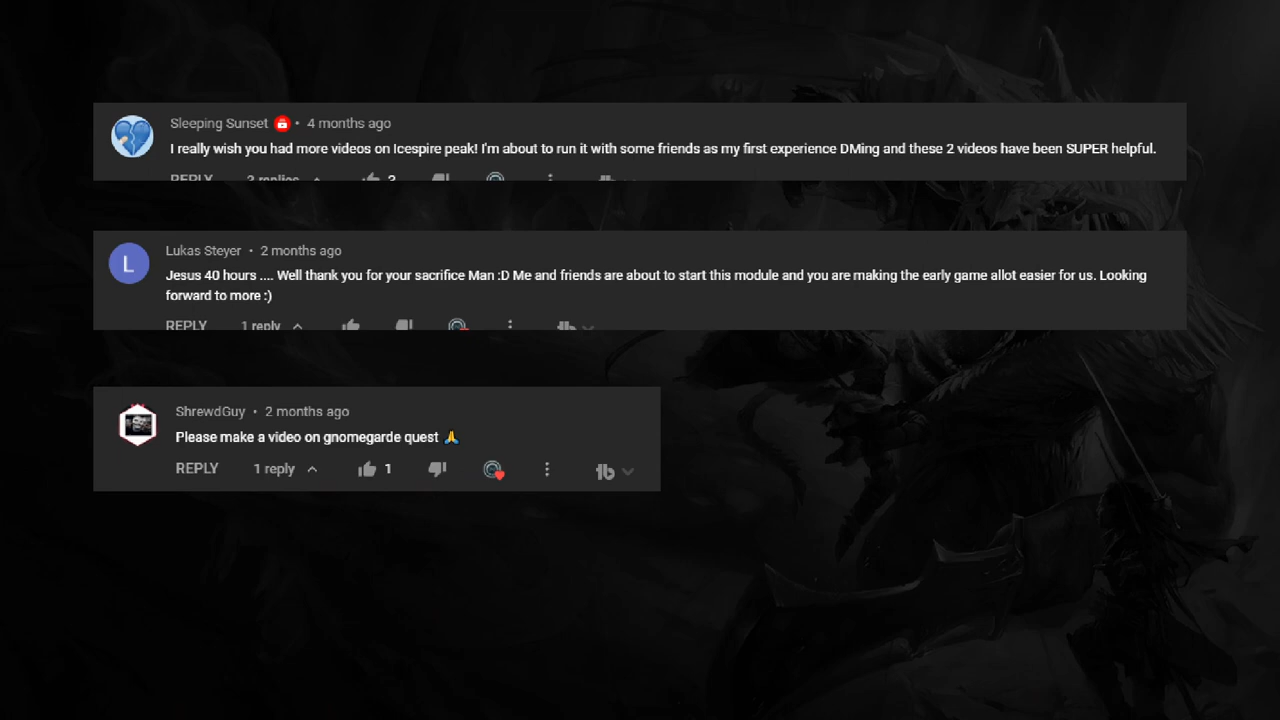 Sleeping Sunset • 4 months ago
I really wish you had more videos on Icespire peak! I'm about to run it with some friends as my first experience DMing and these 2 videos have been SUPER helpful.
REPLY 2 replies 3
L
Lukas Steyer • 2 months ago
Jesus 40 hours .... Well thank you for your sacrifice Man :D Me and friends are about to start this module and you are making the early game allot easier for us. Looking
forward to more :)
REPLY 1 reply
ShrewdGuy • 2 months ago
Please make a video on gnomegarde quest 🙏
REPLY 1 reply 1